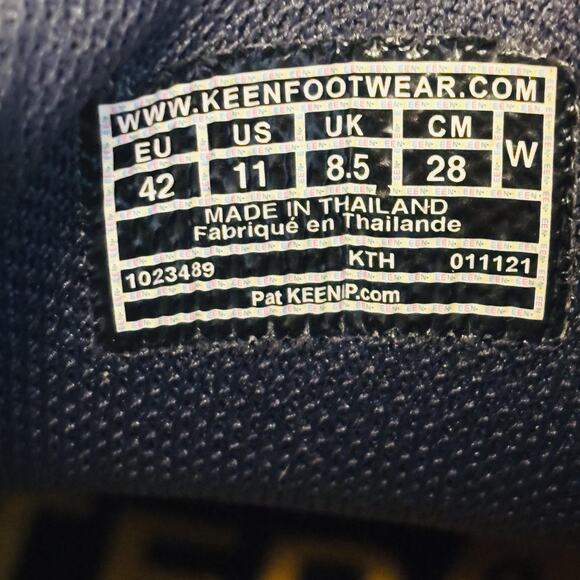 WWW.KEENFOOTWEAR.COM
EU US UK CM W
42 11 8.5 28
MADE IN THAILAND
Fabriqué en Thailande
1023489 KTH 011121
Pat KEENIP.com